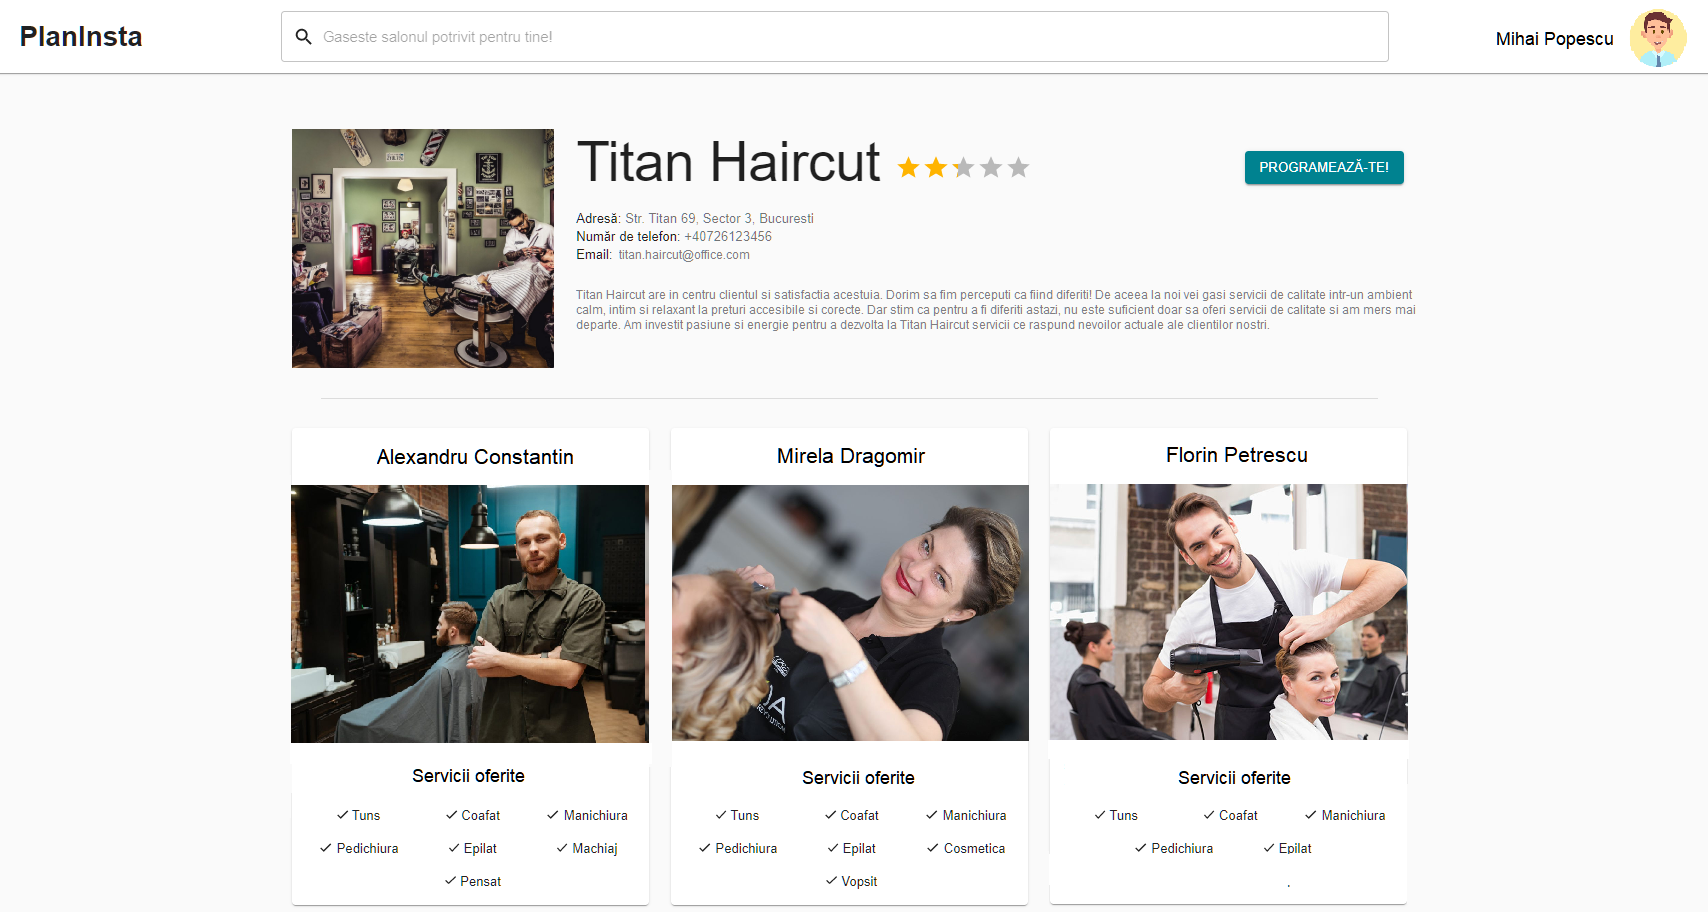 PlanInsta
Gaseste salonul potrivit pentru tine!
Mihai Popescu
Titan Haircut
PROGRAMEAZĂ-TE!
Adresă: Str. Titan 69, Sector 3, Bucuresti
Număr de telefon: +40726123456
Email: titan.haircut@office.com
Titan Haircut are in centru clientul si satisfactia acestuia. Dorim sa fim perceputi ca fiind diferiti! De aceea la noi vei gasi servicii de calitate intr-un ambient
calm, intim si relaxant la preturi accesibile si corecte. Dar stim ca pentru a fi diferiti astazi, nu este suficient doar sa oferi servicii de calitate si am mers mai
departe. Am investit pasiune si energie pentru a dezvolta la Titan Haircut servicii ce raspund nevoilor actuale ale clientilor nostri.
Alexandru Constantin
Servicii oferite
Tuns Coafat Manichiura
Pedichiura Epilat Machiaj
Pensat
Mirela Dragomir
Servicii oferite
Tuns Coafat Manichiura
Pedichiura Epilat Cosmetica
Vopsit
Florin Petrescu
Servicii oferite
Tuns Coafat Manichiura
Pedichiura Epilat